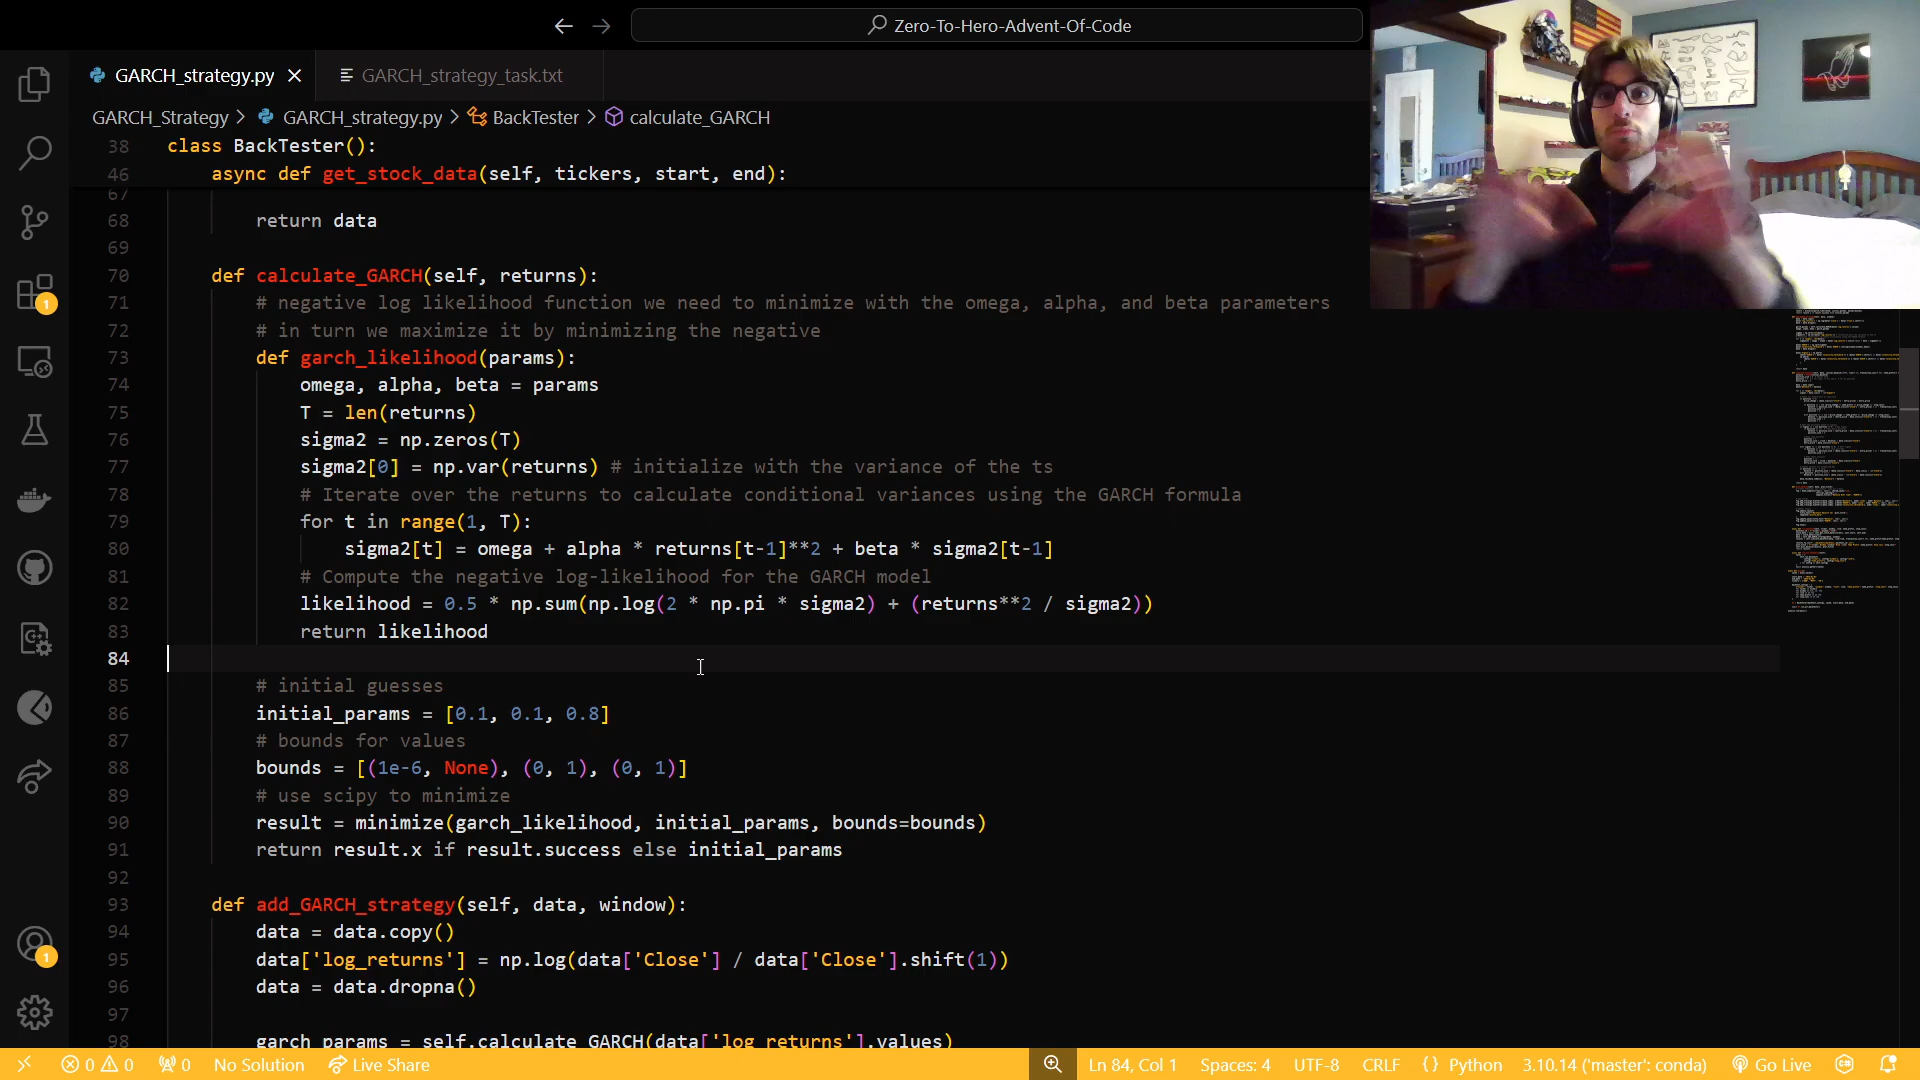 Zero-To-Hero-Advent-Of-Code
GARCH_strategy.py
GARCH_strategy_task.txt
GARCH_Strategy > GARCH_strategy.py > BackTester > calculate_GARCH
38 class BackTester():
46 async def get_stock_data(self, tickers, start, end):
67
68 return data
69
70 def calculate_GARCH(self, returns):
71 # negative log likelihood function we need to minimize with the omega, alpha, and beta parameters
72 # in turn we maximize it by minimizing the negative
73 def garch_likelihood(params):
74 omega, alpha, beta = params
75 T = len(returns)
76 sigma2 = np.zeros(T)
77 sigma2[0] = np.var(returns) # initialize with the variance of the ts
78 # Iterate over the returns to calculate conditional variances using the GARCH formula
79 for t in range(1, T):
80 sigma2[t] = omega + alpha * returns[t-1]**2 + beta * sigma2[t-1]
81 # Compute the negative log-likelihood for the GARCH model
82 likelihood = 0.5 * np.sum(np.log(2 * np.pi * sigma2) + (returns**2 / sigma2))
83 return likelihood
84
85 # initial guesses
86 initial_params = [0.1, 0.1, 0.8]
87 # bounds for values
88 bounds = [(1e-6, None), (0, 1), (0, 1)]
89 # use scipy to minimize
90 result = minimize(garch_likelihood, initial_params, bounds=bounds)
91 return result.x if result.success else initial_params
92
93 def add_GARCH_strategy(self, data, window):
94 data = data.copy()
95 data['log_returns'] = np.log(data['Close'] / data['Close'].shift(1))
96 data = data.dropna()
97
98 garch_params = self.calculate_GARCH(data['log_returns'].values)
1
1
0 0 0 No Solution Live Share Ln 84, Col 1 Spaces: 4 UTF-8 CRLF {} Python 3.10.14 ('master': conda) Go Live